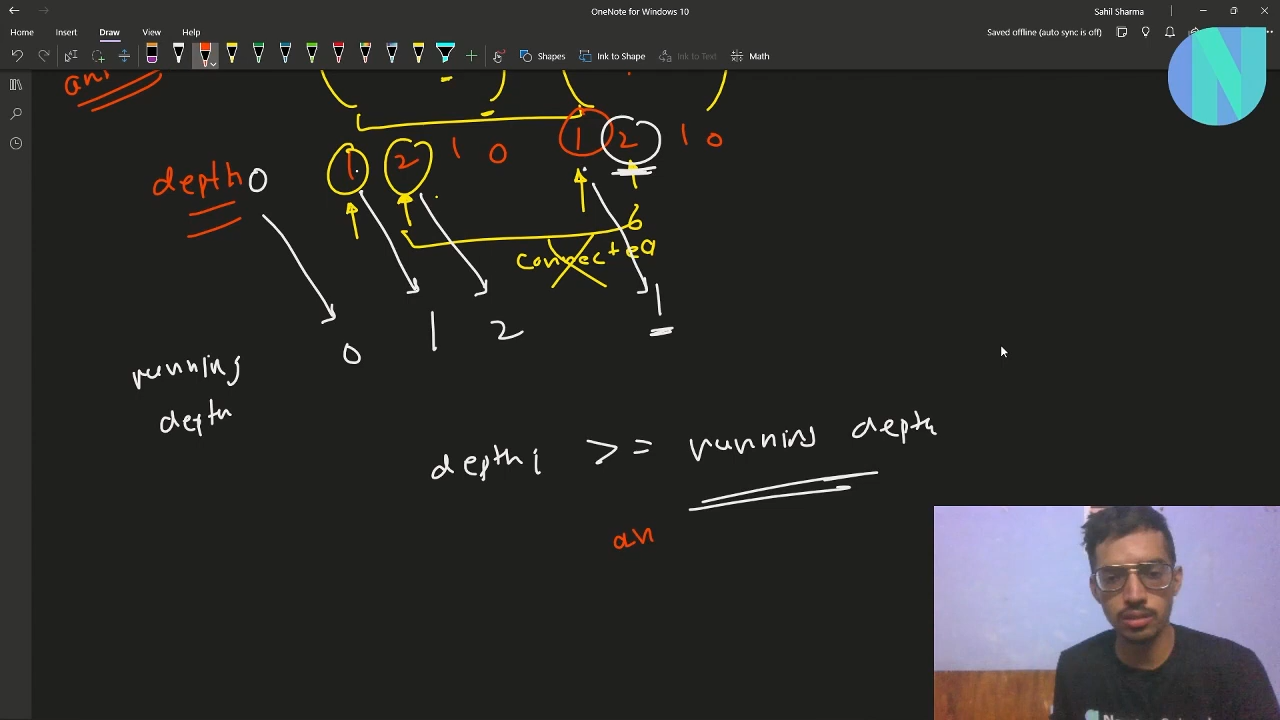 OneNote for Windows 10
Sahil Sharma
Home Insert Draw View Help
Saved offline (auto sync is off)
Shapes Ink to Shape Ink to Text Math
N
1 2 1 0 1 2 1 0
depth 0
6
connected
0 1 2 1
running
depth
depth i >= running depth
an